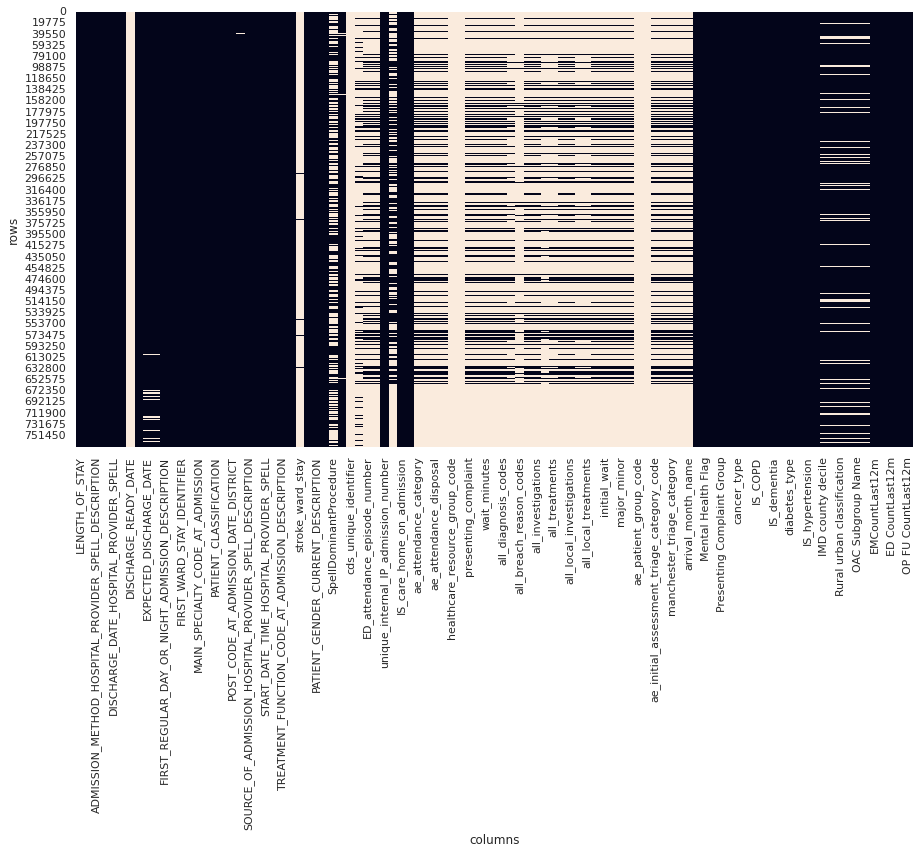 0
19775
39550
59325
79100
98875
118650
138425
158200
177975
197750
217525
237300
257075
276850
296625
316400
336175
355950
375725
395500
415275
435050
454825
474600
494375
514150
533925
553700
573475
593250
613025
632800
652575
672350
692125
711900
731675
751450
rows
LENGTH_OF_STAY
ADMISSION_METHOD_HOSPITAL_PROVIDER_SPELL_DESCRIPTION
DISCHARGE_DATE_HOSPITAL_PROVIDER_SPELL
DISCHARGE_READY_DATE
EXPECTED_DISCHARGE_DATE
FIRST_REGULAR_DAY_OR_NIGHT_ADMISSION_DESCRIPTION
FIRST_WARD_STAY_IDENTIFIER
MAIN_SPECIALTY_CODE_AT_ADMISSION
PATIENT_CLASSIFICATION
POST_CODE_AT_ADMISSION_DATE_DISTRICT
SOURCE_OF_ADMISSION_HOSPITAL_PROVIDER_SPELL_DESCRIPTION
START_DATE_TIME_HOSPITAL_PROVIDER_SPELL
TREATMENT_FUNCTION_CODE_AT_ADMISSION_DESCRIPTION
stroke_ward_stay
PATIENT_GENDER_CURRENT_DESCRIPTION
SpellDominantProcedure
cds_unique_identifier
ED_attendance_episode_number
unique_internal_IP_admission_number
IS_care_home_on_admission
ae_attendance_category
ae_attendance_disposal
healthcare_resource_group_code
presenting_complaint
wait_minutes
all_diagnosis_codes
all_breach_reason_codes
all_investigations
all_treatments
all_local_investigations
all_local_treatments
initial_wait
major_minor
ae_patient_group_code
ae_initial_assessment_triage_category_code
manchester_triage_category
arrival_month_name
Mental Health Flag
Presenting Complaint Group
cancer_type
IS_COPD
IS_dementia
diabetes_type
IS_hypertension
IMD county decile
Rural urban classification
OAC Subgroup Name
EMCountLast12m
ED CountLast12m
OP FU CountLast12m
columns